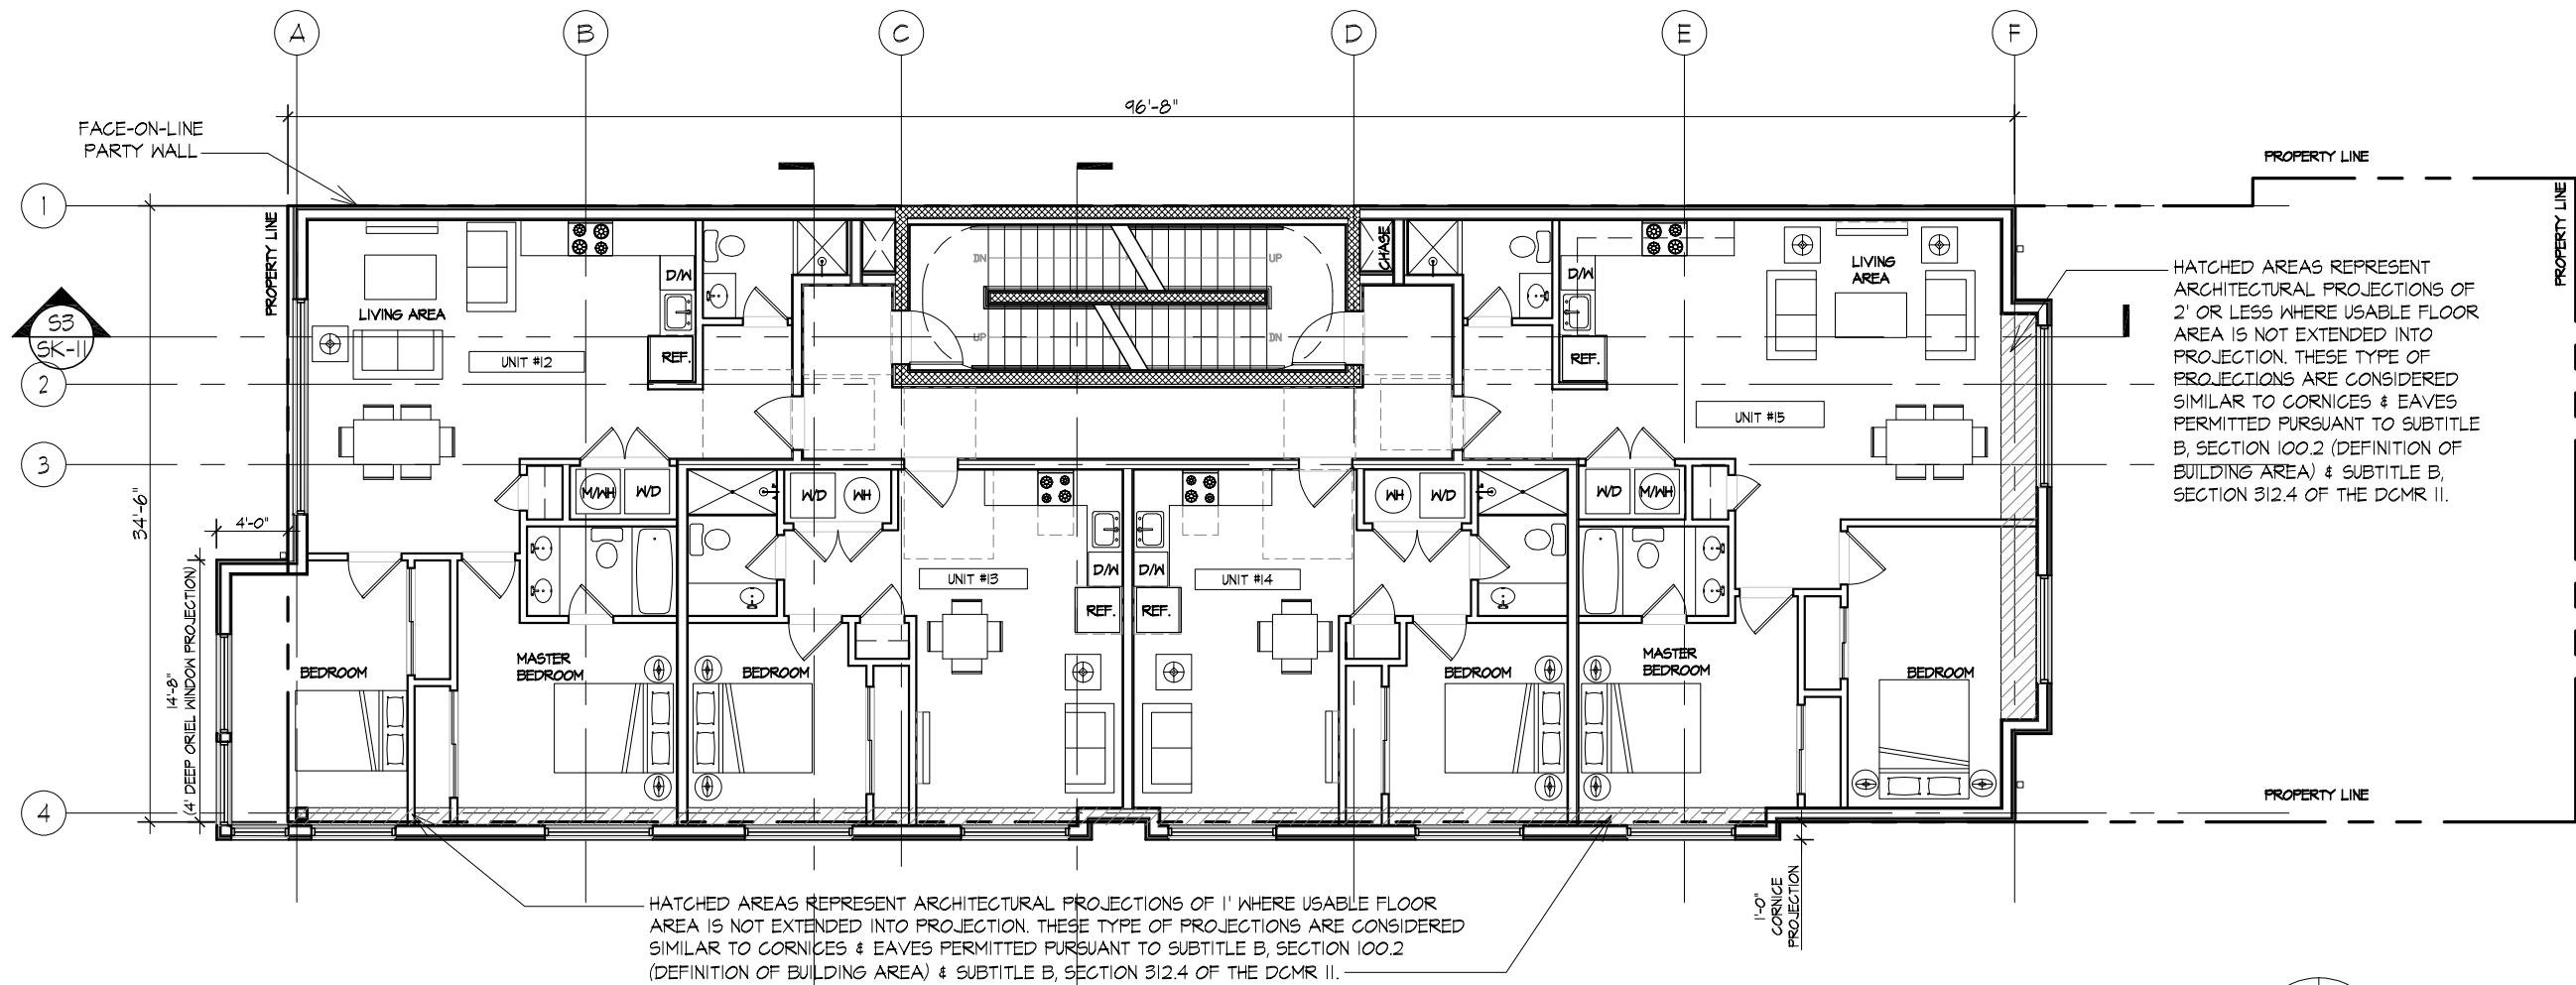 A
B
C
D
E
F
96'-8"
FACE-ON-LINE
PARTY WALL
PROPERTY LINE
PROPERTY LINE
PROPERTY LINE
1
CHASE
DN
UP
D/W
D/W
LIVING
AREA
HATCHED AREAS REPRESENT
ARCHITECTURAL PROJECTIONS OF
2' OR LESS WHERE USABLE FLOOR
AREA IS NOT EXTENDED INTO
PROJECTION. THESE TYPE OF
PROJECTIONS ARE CONSIDERED
SIMILAR TO CORNICES & EAVES
PERMITTED PURSUANT TO SUBTITLE
B, SECTION 100.2 (DEFINITION OF
BUILDING AREA) & SUBTITLE B,
SECTION 312.4 OF THE DCMR 11.
LIVING AREA
S3
SK-11
UP
DN
UNIT #12
REF.
REF.
2
UNIT #15
3
34'-6"
M/WH
W/D
W/D
WH
WH
W/D
W/D
M/WH
4'-0"
D/W
D/W
UNIT #13
UNIT #14
REF.
REF.
14'-8"
(4' DEEP ORIEL WINDOW PROJECTION)
BEDROOM
MASTER
BEDROOM
BEDROOM
BEDROOM
MASTER
BEDROOM
BEDROOM
PROPERTY LINE
4
1'-0"
CORNICE
PROJECTION
HATCHED AREAS REPRESENT ARCHITECTURAL PROJECTIONS OF 1' WHERE USABLE FLOOR
AREA IS NOT EXTENDED INTO PROJECTION. THESE TYPE OF PROJECTIONS ARE CONSIDERED
SIMILAR TO CORNICES & EAVES PERMITTED PURSUANT TO SUBTITLE B, SECTION 100.2
(DEFINITION OF BUILDING AREA) & SUBTITLE B, SECTION 312.4 OF THE DCMR 11.